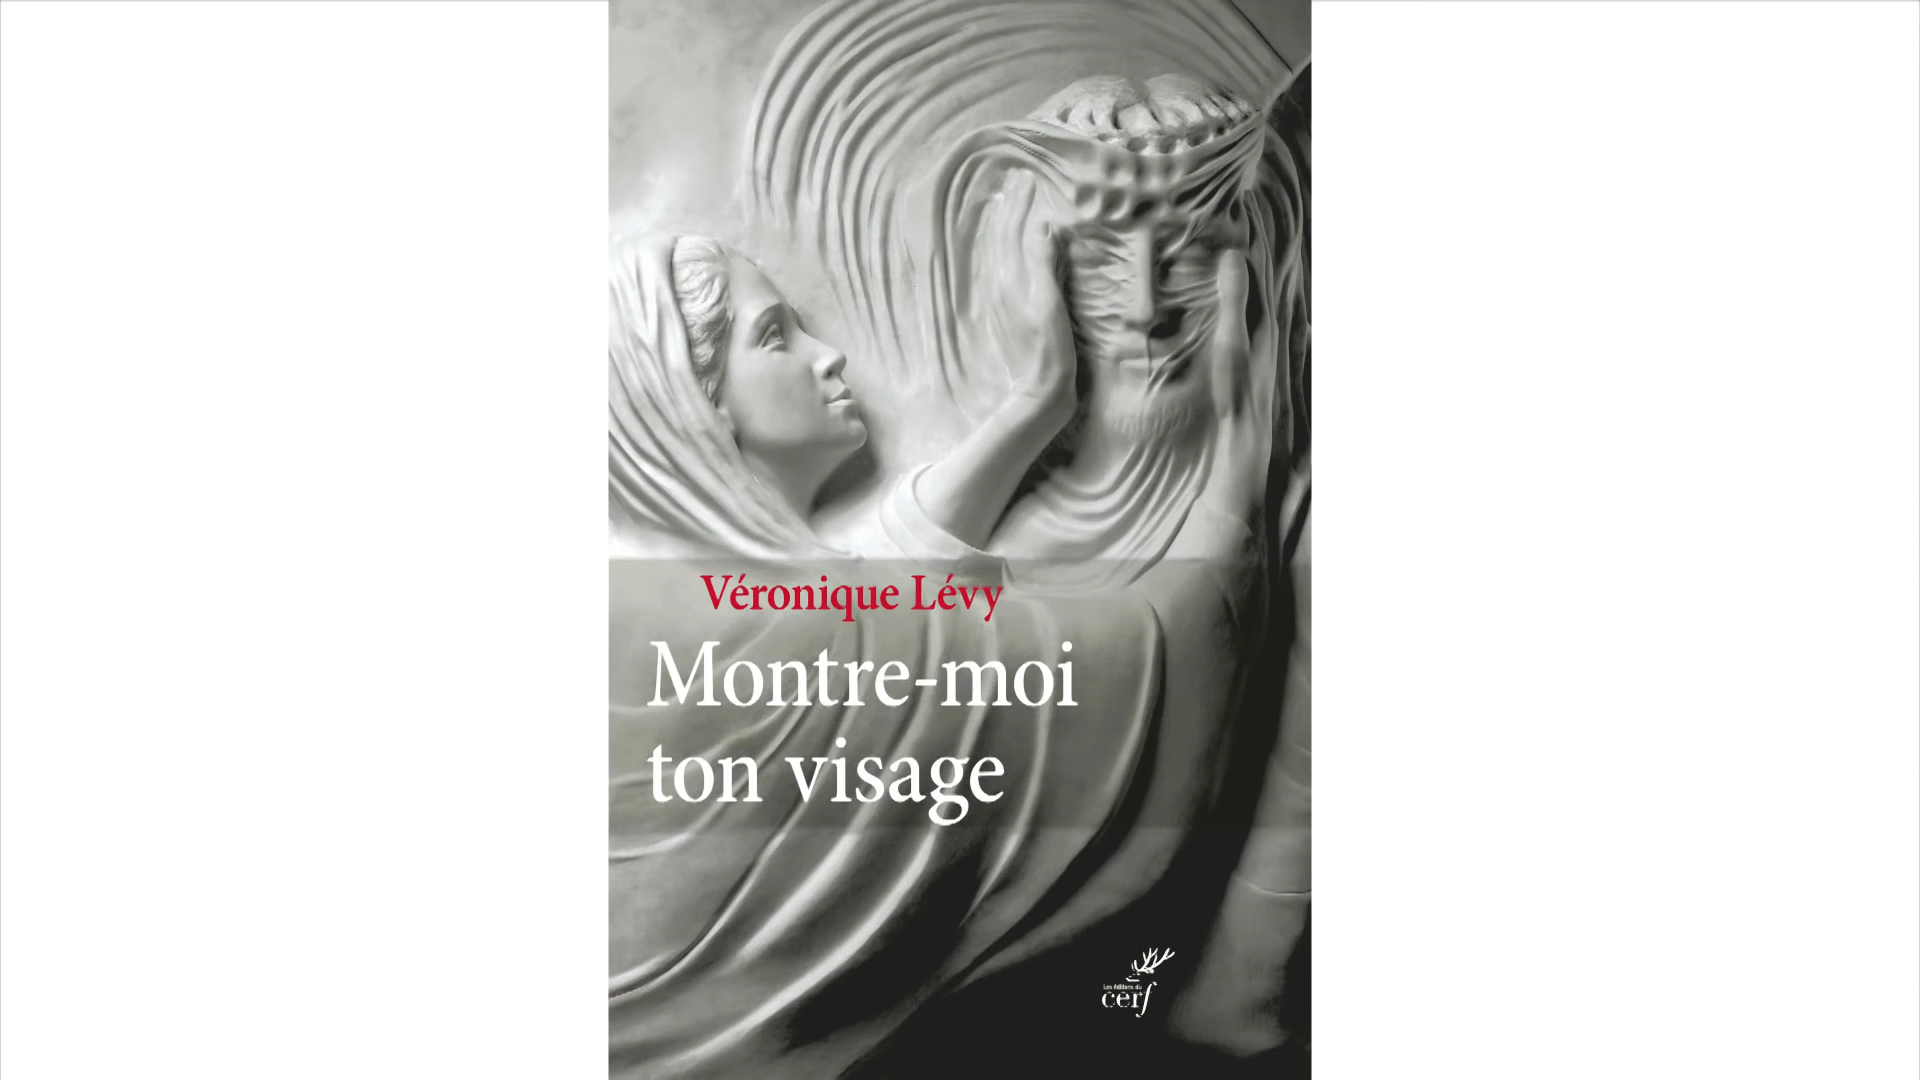 Véronique Lévy
Montre-moi
ton visage
Les éditions du
cerf